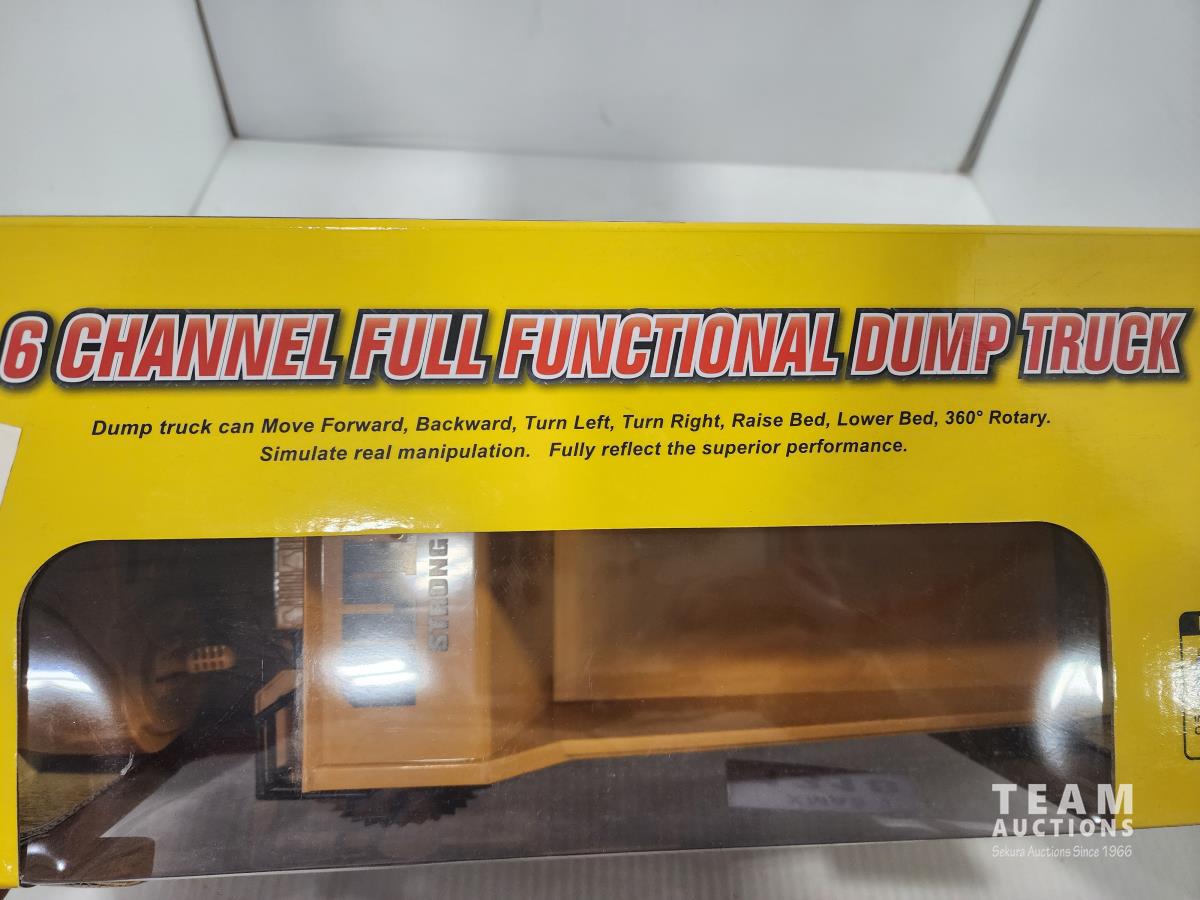 6 CHANNEL FULL FUNCTIONAL DUMP TRUCK
Dump truck can Move Forward, Backward, Turn Left, Turn Right, Raise Bed, Lower Bed, 360° Rotary.
Simulate real manipulation. Fully reflect the superior performance.
STRONG
TEAM
AUCTIONS
Sekura Auctions Since 1966